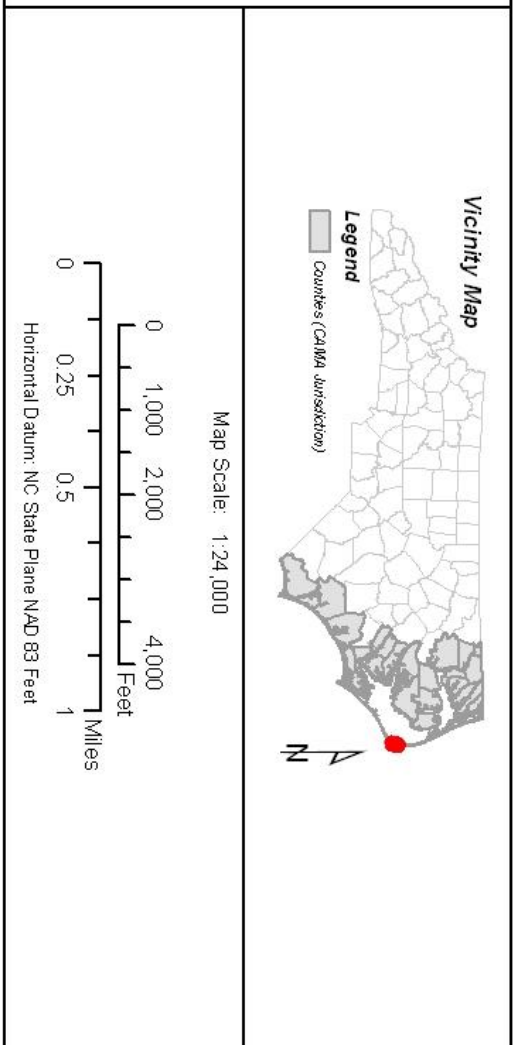 Vicinity Map
Legend
Counties (CAMA Jurisdiction)
N
Map Scale: 1:24,000
0 1,000 2,000 4,000
Feet
0 0.25 0.5 1
Miles
Horizontal Datum: NC State Plane NAD 83 Feet